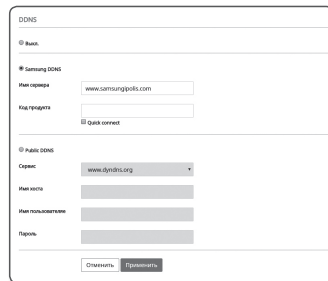 DDNS
Выкл.
Samsung DDNS
Имя сервера
www.samsungipolis.com
Код продукта
Quick connect
Public DDNS
Сервис
www.dyndns.org
Имя хоста
Имя пользователяя
Пароль
Отменить Применить